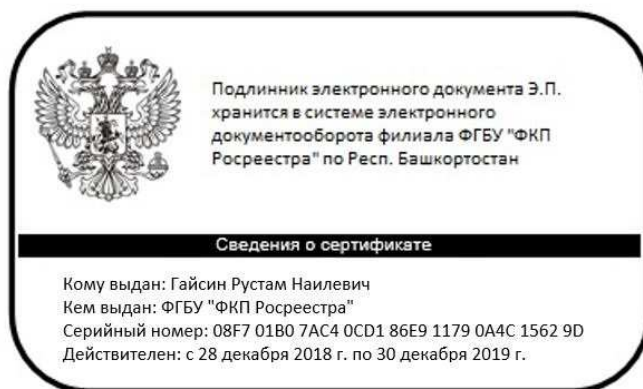 Подлинник электронного документа Э.П.
хранится в системе электронного
документооборота филиала ФГБУ "ФКП
Росреестра" по Респ. Башкортостан
Сведения о сертификате
Кому выдан: Гайсин Рустам Наилевич
Кем выдан: ФГБУ "ФКП Росреестра"
Серийный номер: 08F7 01B0 7AC4 0CD1 86E9 1179 0A4C 1562 9D
Действителен: с 28 декабря 2018 г. по 30 декабря 2019 г.